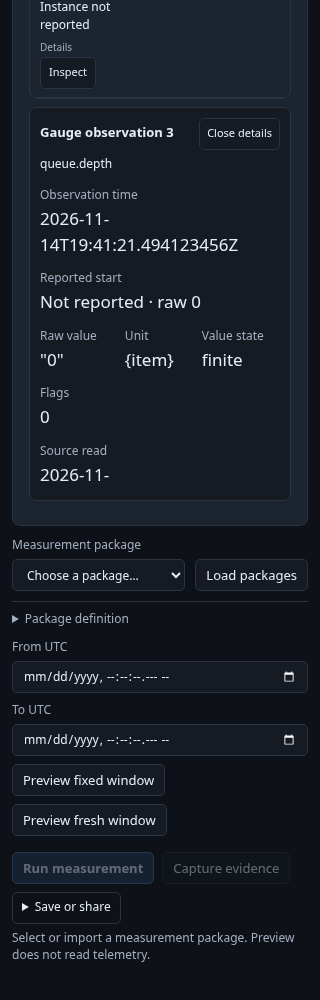 Instance not
reported
Details
Inspect
Gauge observation 3
Close details
queue.depth
Observation time
2026-11-
14T19:41:21.494123456Z
Reported start
Not reported · raw 0
Raw value Unit Value state
"0" {item} finite
Flags
0
Source read
2026-11-
Measurement package
Choose a package... Load packages
Package definition
From UTC
mm/dd/yyyy, --:--:--.--- --
To UTC
mm/dd/yyyy, --:--:--.--- --
Preview fixed window
Preview fresh window
Run measurement Capture evidence
Save or share
Select or import a measurement package. Preview
does not read telemetry.